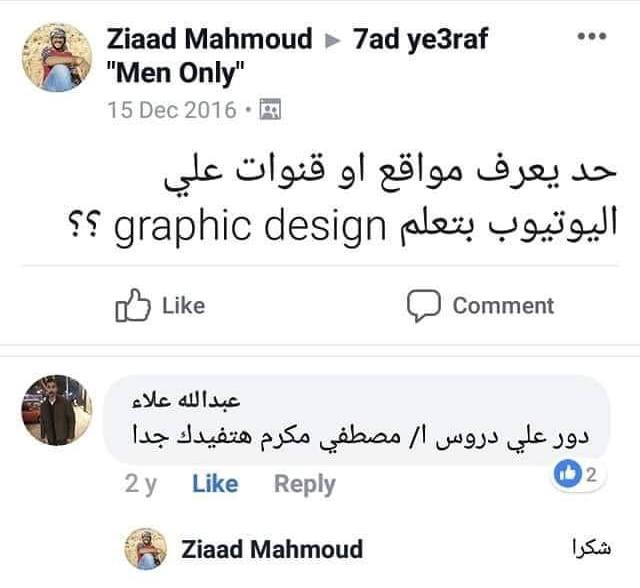 Ziaad Mahmoud ▸ 7ad ye3raf
"Men Only"
15 Dec 2016 ·
حد يعرف مواقع او قنوات علي
اليوتيوب بتعلم graphic design ؟؟
Like Comment
عبدالله علاء
دور علي دروس ا/ مصطفي مكرم هتفيدك جدا
2 y Like Reply 2
Ziaad Mahmoud شكرا